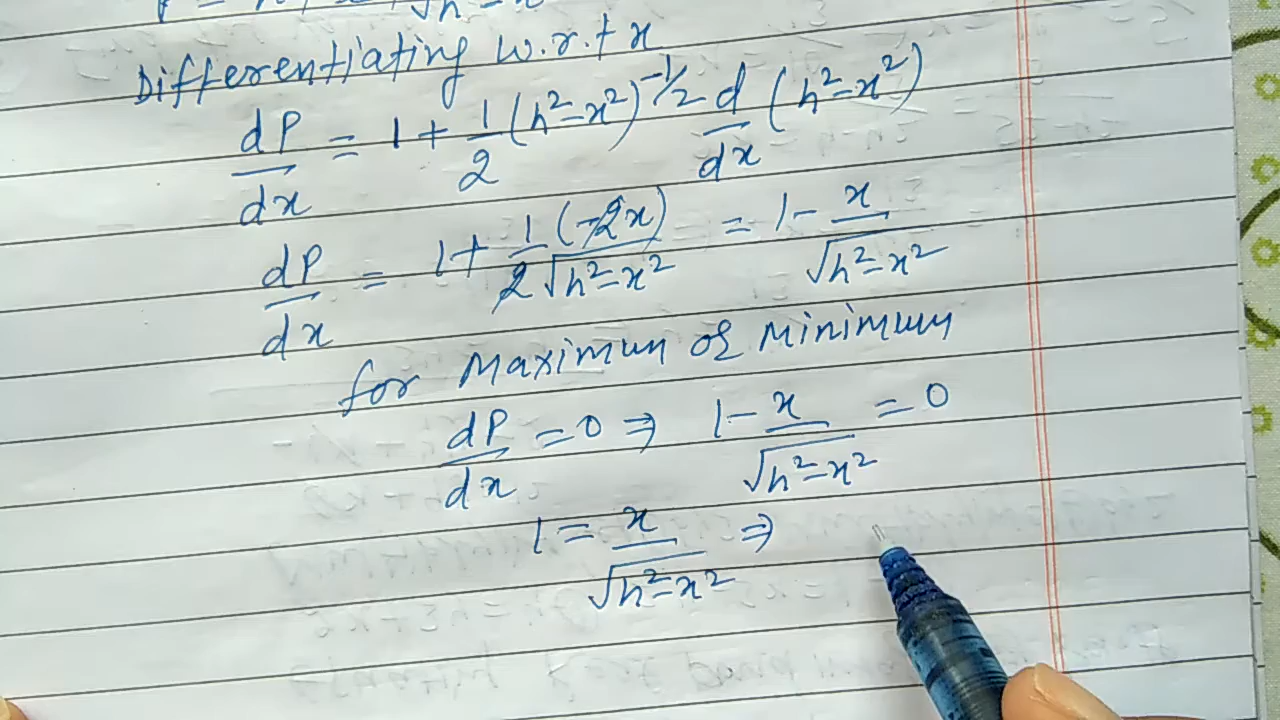 Differentiating w.r.t x
dP/dx = 1 + 1/2 (h²-x²)^-1/2 d/dx (h²-x²)
dP/dx = 1 + 1(-2x)/2√h²-x² = 1 - x/√h²-x²
for Maximum or Minimum
dP/dx = 0 ⇒ 1 - x/√h²-x² = 0
1 = x/√h²-x² ⇒